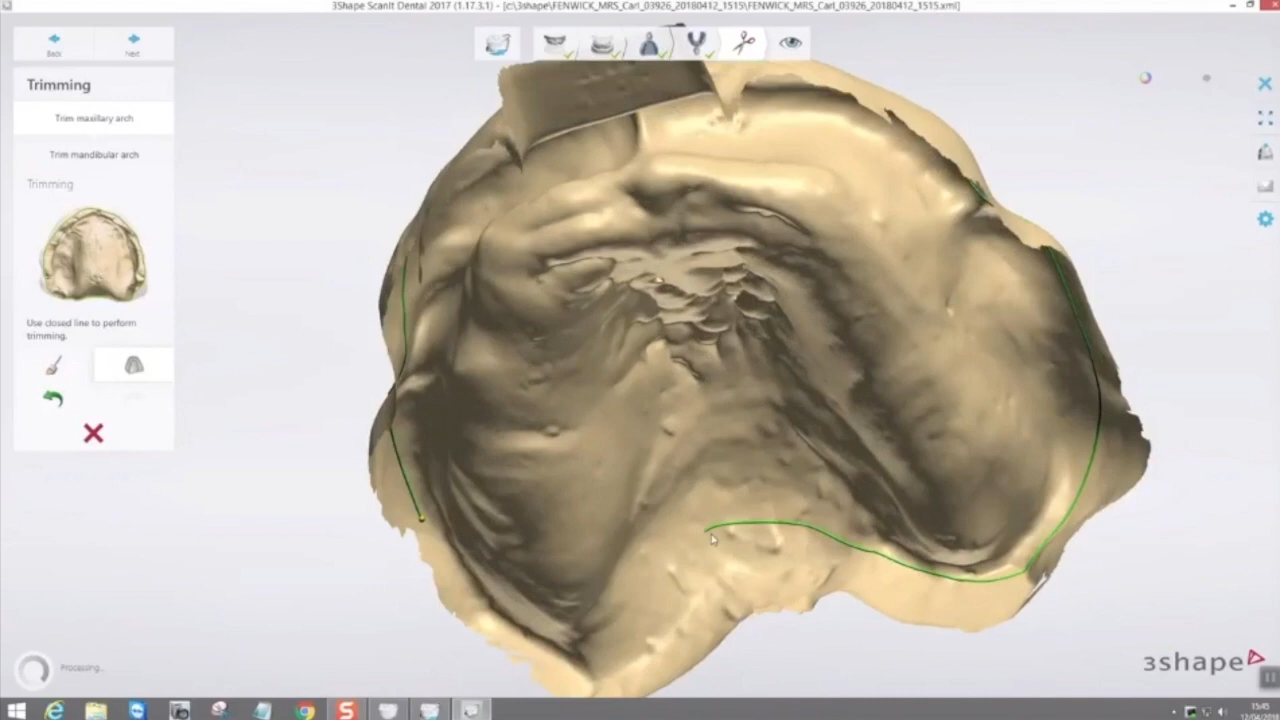 3Shape ScanIt Dental 2017 (1.17.3.1) - [c:\3shape\FENWICK_MRS_Carl_03926_20180412_1515\FENWICK_MRS_Carl_03926_20180412_1515.xml]
Back Next
Trimming
Trim maxillary arch
Trim mandibular arch
Trimming
Use closed line to perform
trimming.
Processing...
3shape
15:45